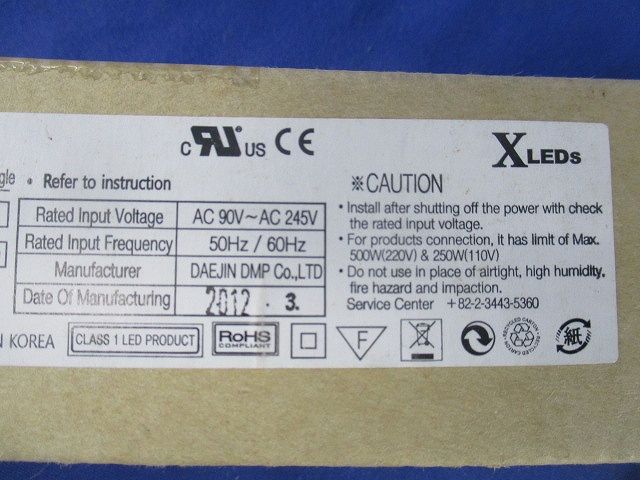 c RU US CE
XLEDs
gle • Refer to instruction
Rated Input Voltage AC 90V~AC 245V
Rated Input Frequency 50Hz / 60Hz
Manufacturer DAEJIN DMP Co.,LTD
Date Of Manufacturing 2012 . 3.
N KOREA
CLASS 1 LED PRODUCT
RoHS
COMPLIANT
F
※CAUTION
• Install after shutting off the power with check
the rated input voltage.
• For products connection, it has limit of Max.
500W(220V) & 250W(110V)
• Do not use in place of airtight, high humidity.
fire hazard and impaction.
Service Center +82-2-3443-5360
紙